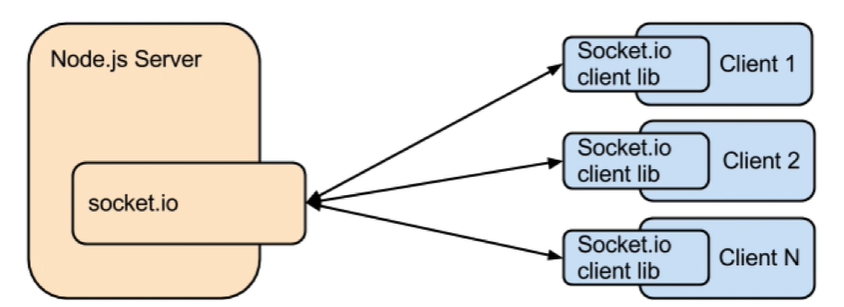 Node.js Server
socket.io
Socket.io
client lib
Client 1
Socket.io
client lib
Client 2
Socket.io
client lib
Client N